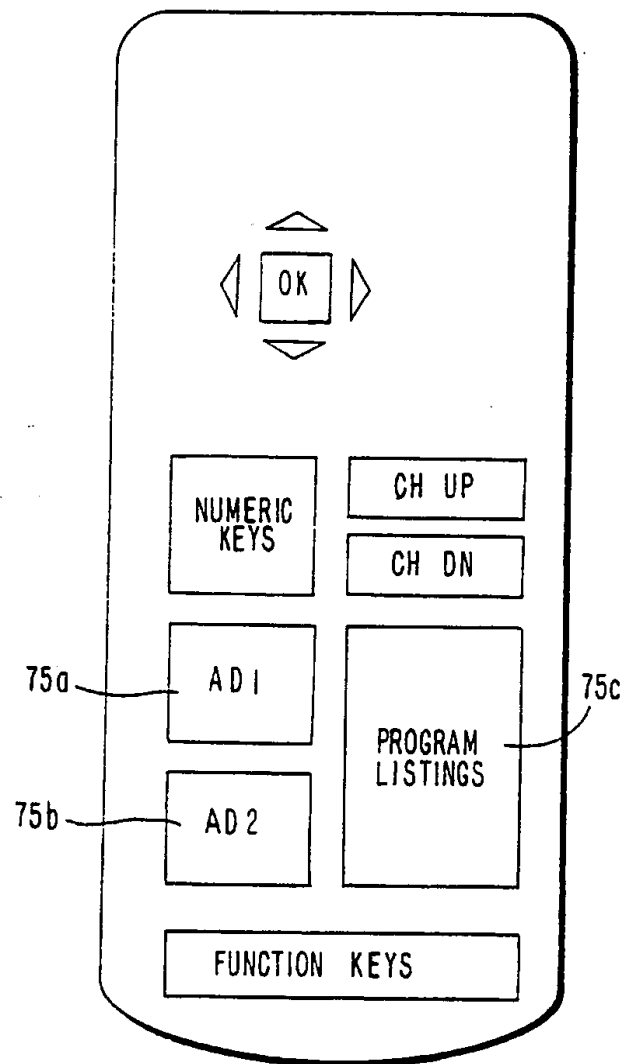 OK
NUMERIC
KEYS
CH UP
CH DN
75a
AD1
75c
PROGRAM
LISTINGS
75b
AD2
FUNCTION KEYS